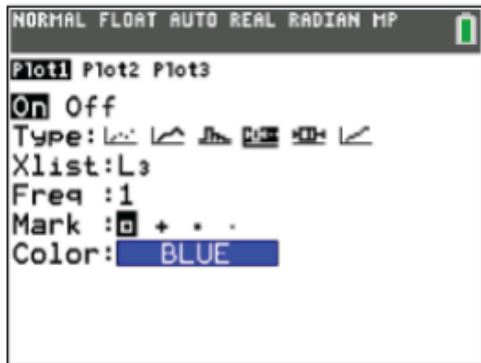 NORMAL FLOAT AUTO REAL RADIAN MP
Plot1 Plot2 Plot3
On Off
Type:
Xlist:L₃
Freq :1
Mark :
Color: BLUE